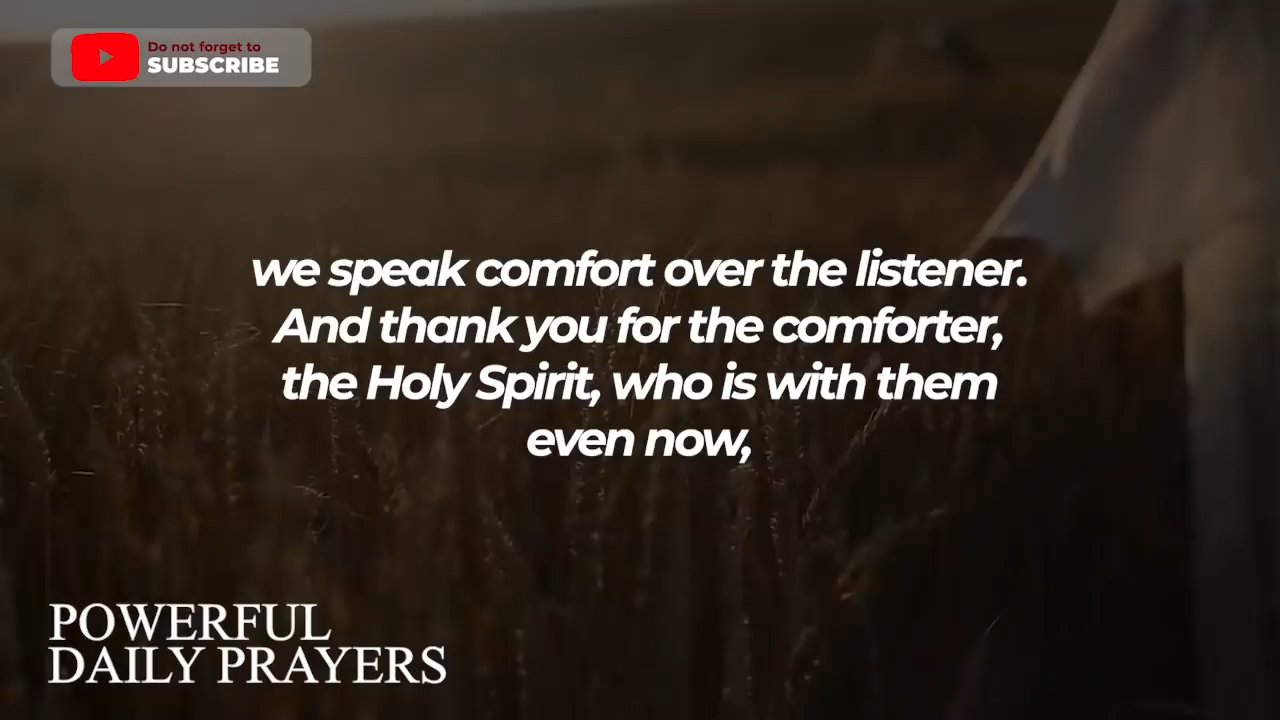 Do not forget to
SUBSCRIBE
we speak comfort over the listener.
And thank you for the comforter,
the Holy Spirit, who is with them
even now,
POWERFUL
DAILY PRAYERS